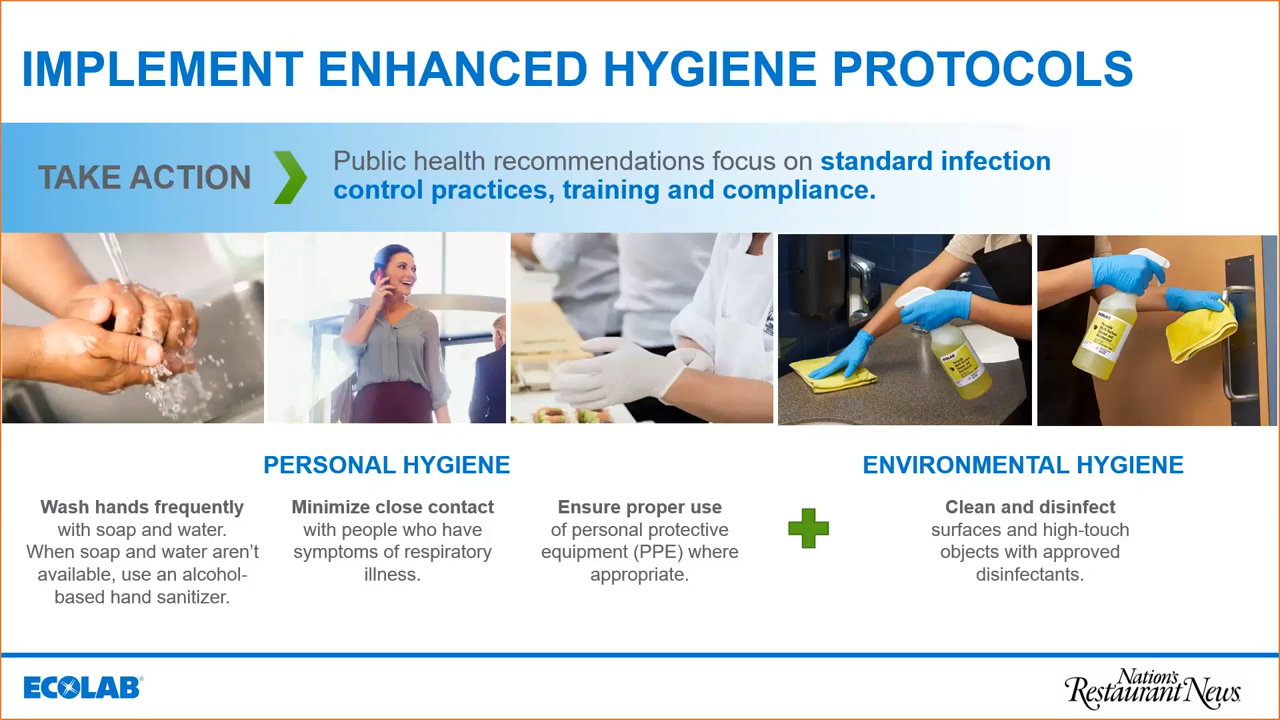 IMPLEMENT ENHANCED HYGIENE PROTOCOLS
TAKE ACTION
Public health recommendations focus on standard infection
control practices, training and compliance.
PERSONAL HYGIENE
Wash hands frequently
with soap and water.
When soap and water aren't
available, use an alcohol-
based hand sanitizer.
Minimize close contact
with people who have
symptoms of respiratory
illness.
Ensure proper use
of personal protective
equipment (PPE) where
appropriate.
ENVIRONMENTAL HYGIENE
Clean and disinfect
surfaces and high-touch
objects with approved
disinfectants.
ECOLAB®
Nation's
Restaurant News